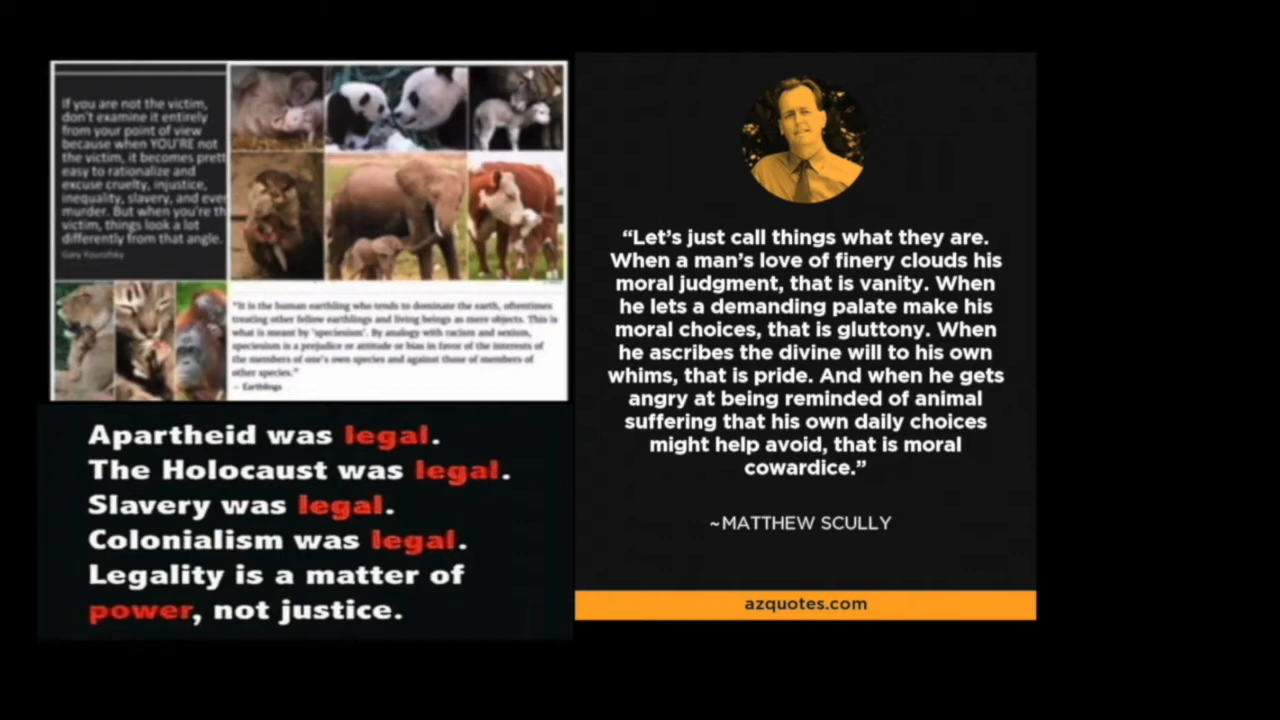 If you are not the victim,
don't examine it entirely
from your point of view
because when YOU'RE not
the victim, it becomes prett
easy to rationalize and
excuse cruelty, injustice,
inequality, slavery, and even
murder. But when you're th
victim, things look a lot
differently from that angle.
Gary Yourofsky
"It is the human earthling who tends to dominate the earth, oftentimes
treating other fellow earthlings and living beings as mere objects. This is
what is meant by 'speciesism'. By analogy with racism and sexism,
speciesism is a prejudice or attitude or bias in favor of the interests of
the members of one's own species and against those of members of
other species."
~ Earthlings
Apartheid was legal.
The Holocaust was legal.
Slavery was legal.
Colonialism was legal.
Legality is a matter of
power, not justice.
“Let's just call things what they are.
When a man's love of finery clouds his
moral judgment, that is vanity. When
he lets a demanding palate make his
moral choices, that is gluttony. When
he ascribes the divine will to his own
whims, that is pride. And when he gets
angry at being reminded of animal
suffering that his own daily choices
might help avoid, that is moral
cowardice.”
~MATTHEW SCULLY
azquotes.com